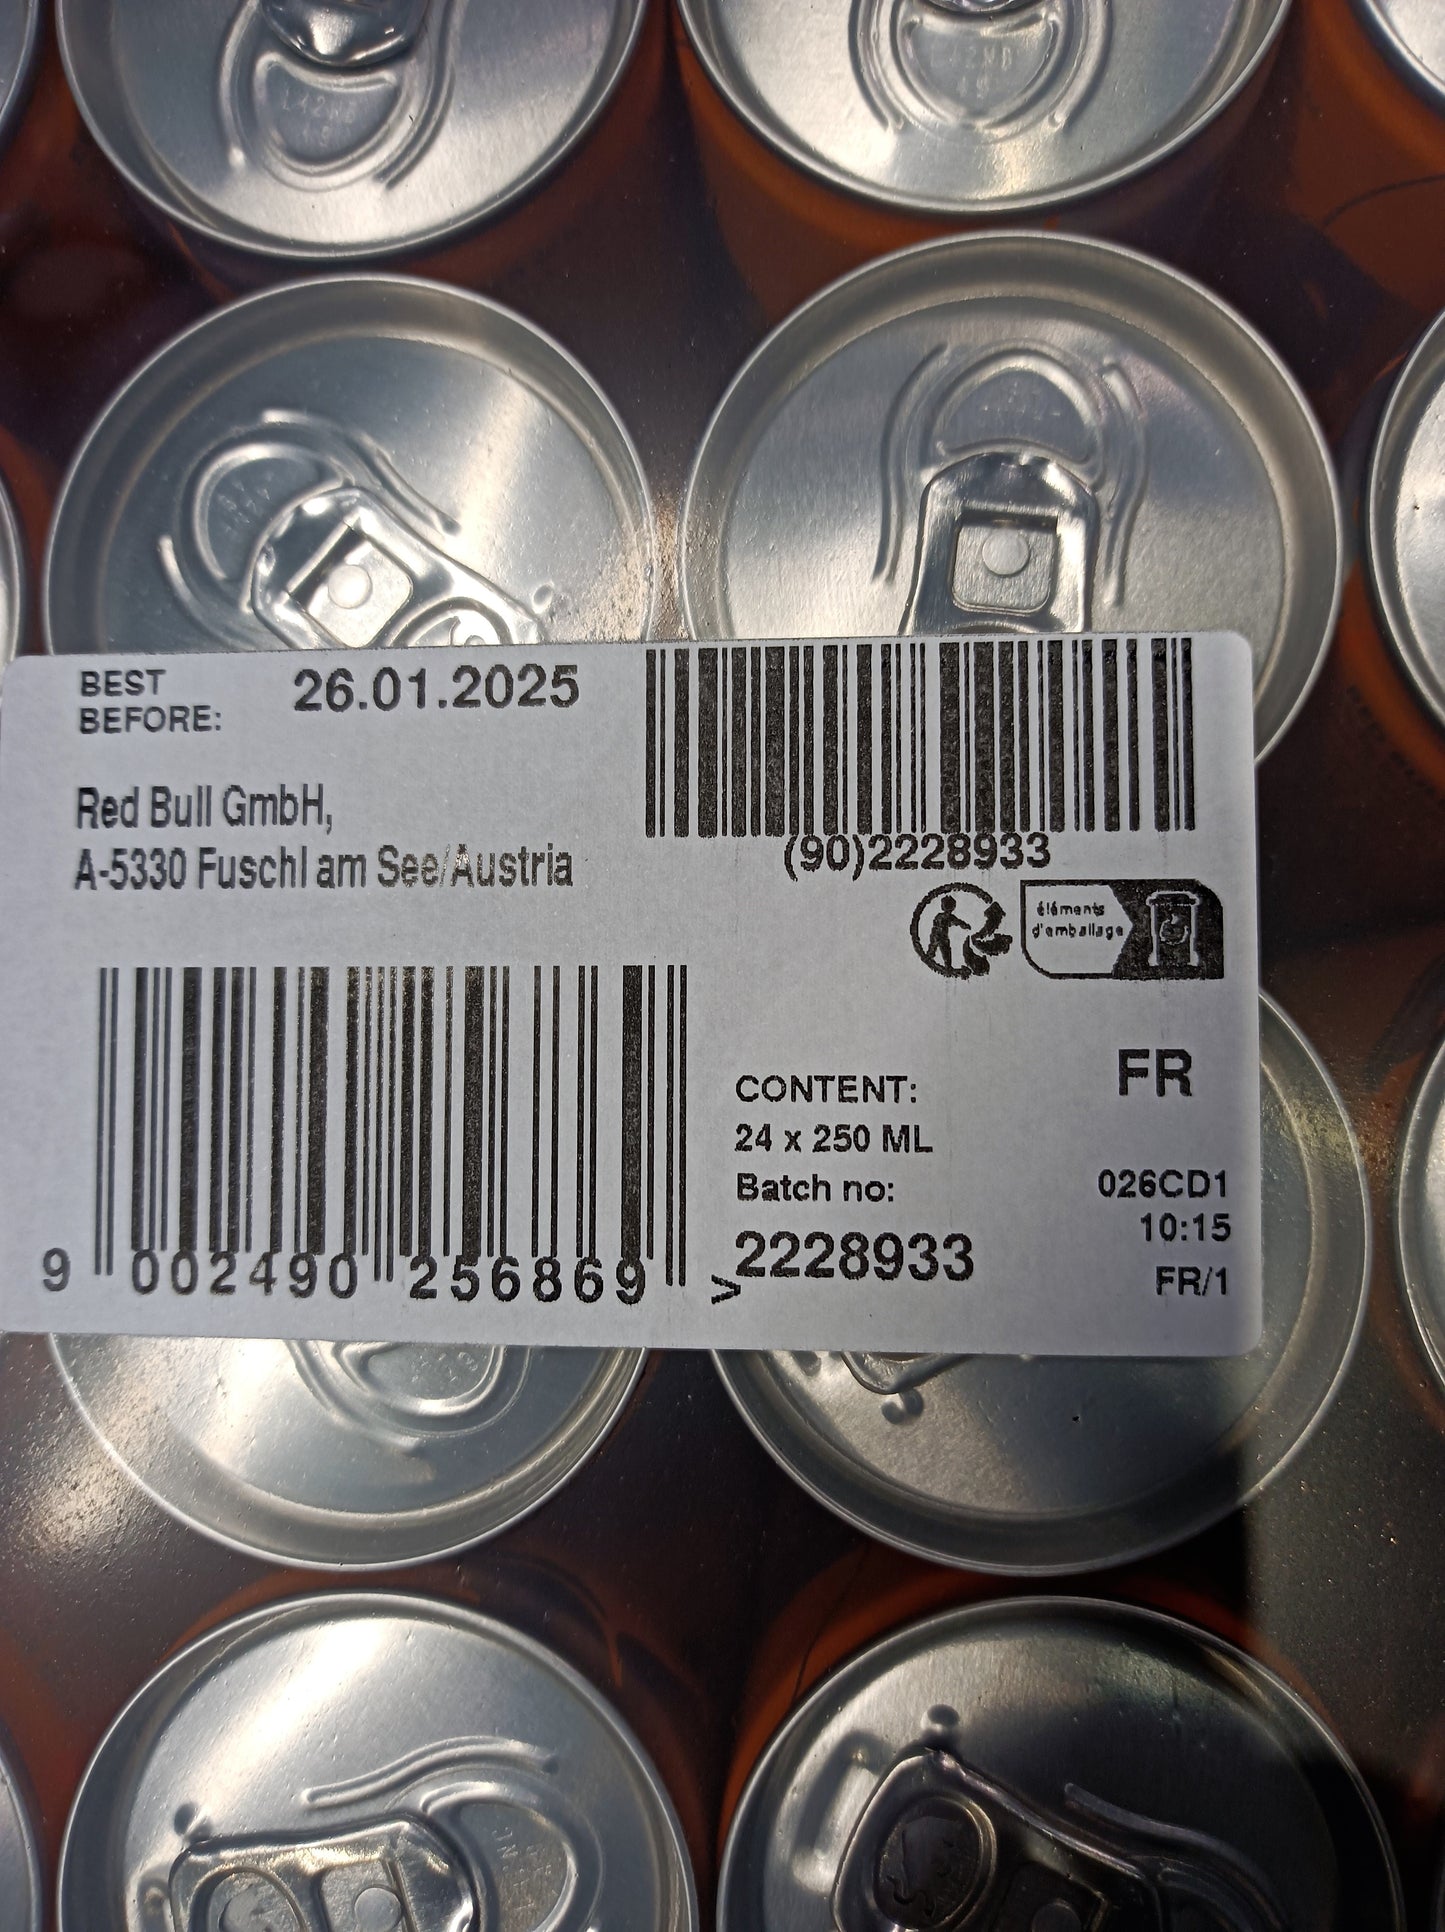 BEST
BEFORE: 26.01.2025
Red Bull GmbH,
A-5330 Fuschl am See/Austria
(90)2228933
éléments
d'emballage
FR
CONTENT:
24 x 250 ML
Batch no: 026CD1
10:15
2228933
FR/1
9 002490 256869 >